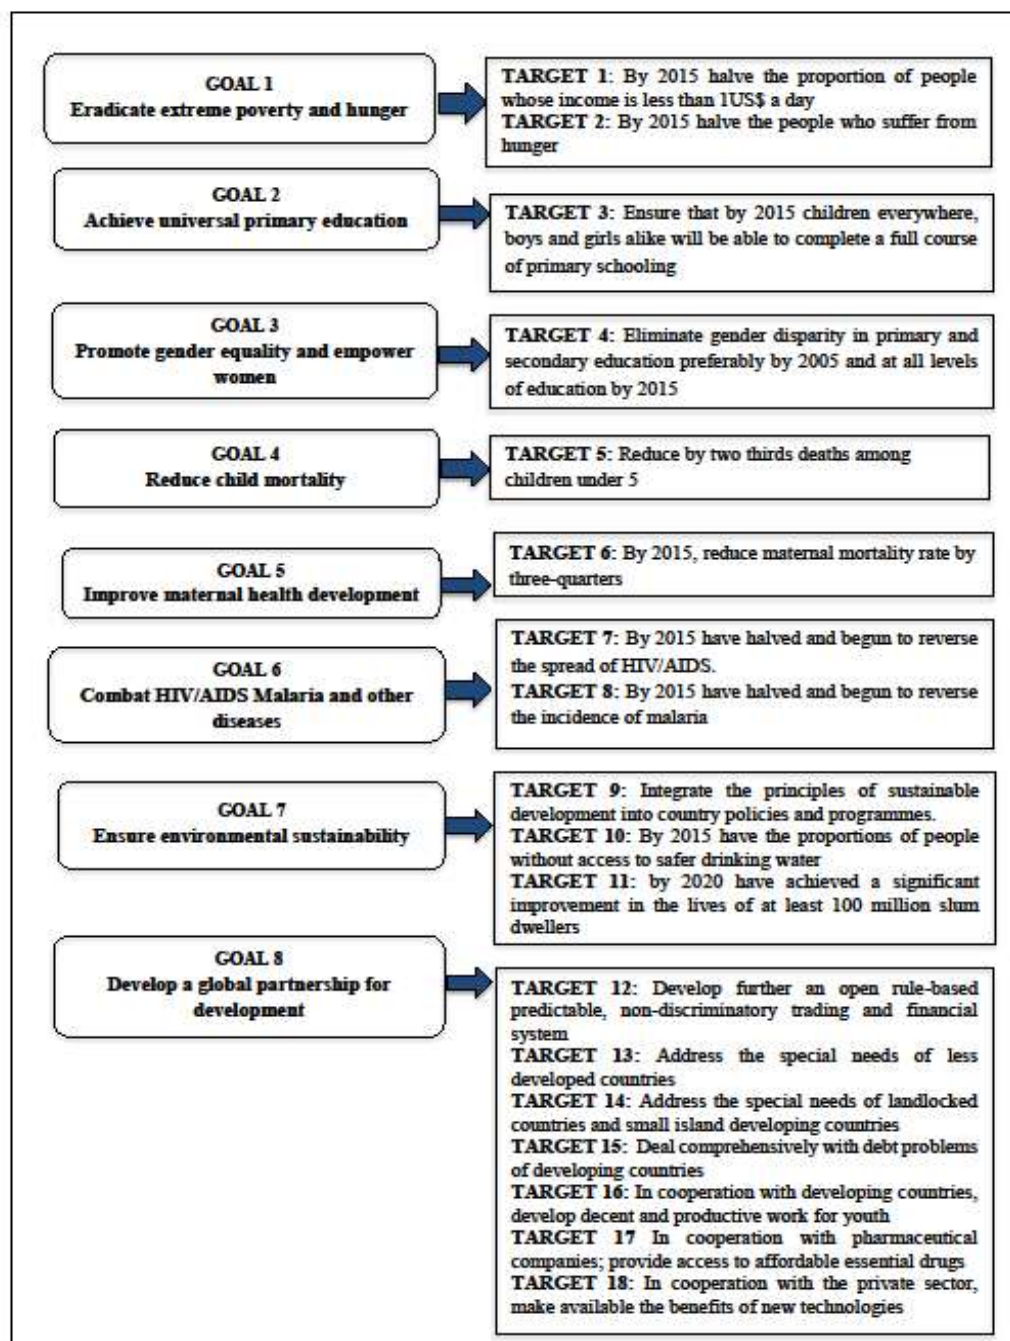 GOAL 1
Eradicate extreme poverty and hunger
TARGET 1: By 2015 halve the proportion of people
whose income is less than 1US$ a day
TARGET 2: By 2015 halve the people who suffer from
hunger
GOAL 2
Achieve universal primary education
TARGET 3: Ensure that by 2015 children everywhere,
boys and girls alike will be able to complete a full course
of primary schooling
GOAL 3
Promote gender equality and empower
women
TARGET 4: Eliminate gender disparity in primary and
secondary education preferably by 2005 and at all levels
of education by 2015
GOAL 4
Reduce child mortality
TARGET 5: Reduce by two thirds deaths among
children under 5
GOAL 5
Improve maternal health development
TARGET 6: By 2015, reduce maternal mortality rate by
three-quarters
GOAL 6
Combat HIV/AIDS Malaria and other
diseases
TARGET 7: By 2015 have halved and begun to reverse
the spread of HIV/AIDS.
TARGET 8: By 2015 have halved and begun to reverse
the incidence of malaria
GOAL 7
Ensure environmental sustainability
TARGET 9: Integrate the principles of sustainable
development into country policies and programmes.
TARGET 10: By 2015 have the proportions of people
without access to safer drinking water
TARGET 11: by 2020 have achieved a significant
improvement in the lives of at least 100 million slum
dwellers
GOAL 8
Develop a global partnership for
development
TARGET 12: Develop further an open rule-based
predictable, non-discriminatory trading and financial
system
TARGET 13: Address the special needs of less
developed countries
TARGET 14: Address the special needs of landlocked
countries and small island developing countries
TARGET 15: Deal comprehensively with debt problems
of developing countries
TARGET 16: In cooperation with developing countries,
develop decent and productive work for youth
TARGET 17 In cooperation with pharmaceutical
companies; provide access to affordable essential drugs
TARGET 18: In cooperation with the private sector,
make available the benefits of new technologies